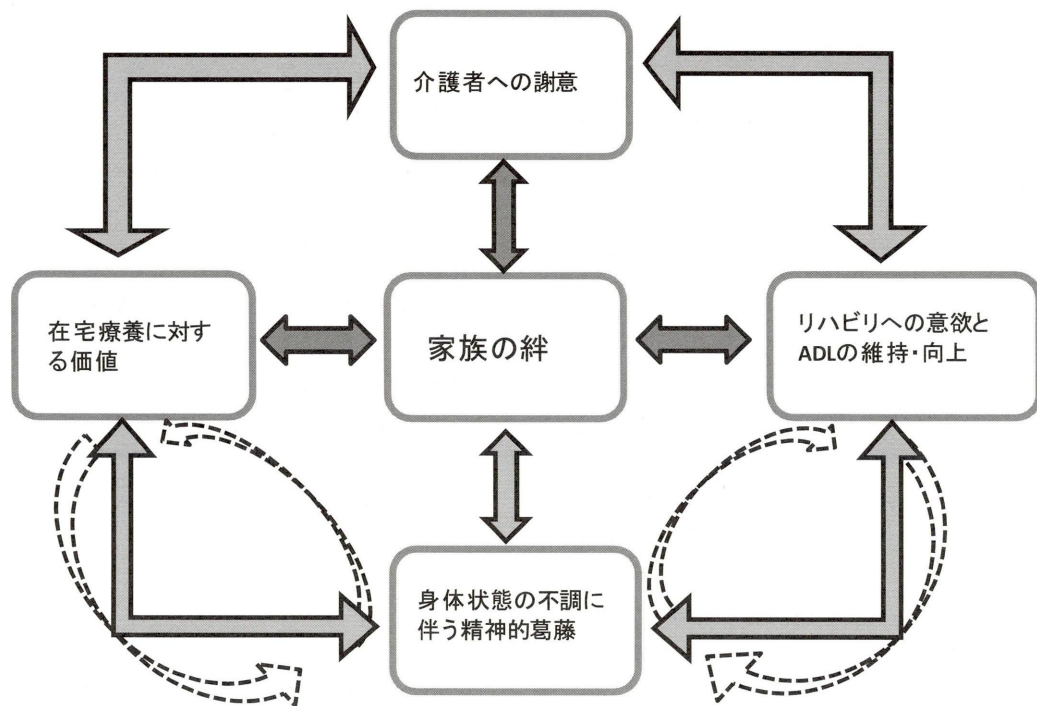 介護者への謝意
在宅療養に対す
る価値
家族の絆
リハビリへの意欲と
ADLの維持・向上
身体状態の不調に
伴う精神的葛藤